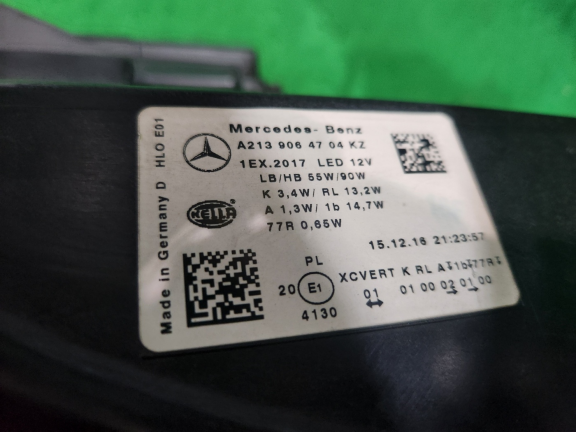 Mercedes-Benz
A213 906 47 04 KZ
1EX.2017 LED 12V
LB/HB 55W/90W
K 3,4W/ RL 13,2W
A 1,3W/ 1b 14,7W
77R 0,65W
HELLA
15.12.16 21:23:57
PL
20 E1
4130
XCVERT K RL A 1b 77R
01 01 00 02 01 00
Made in Germany D HLO E01